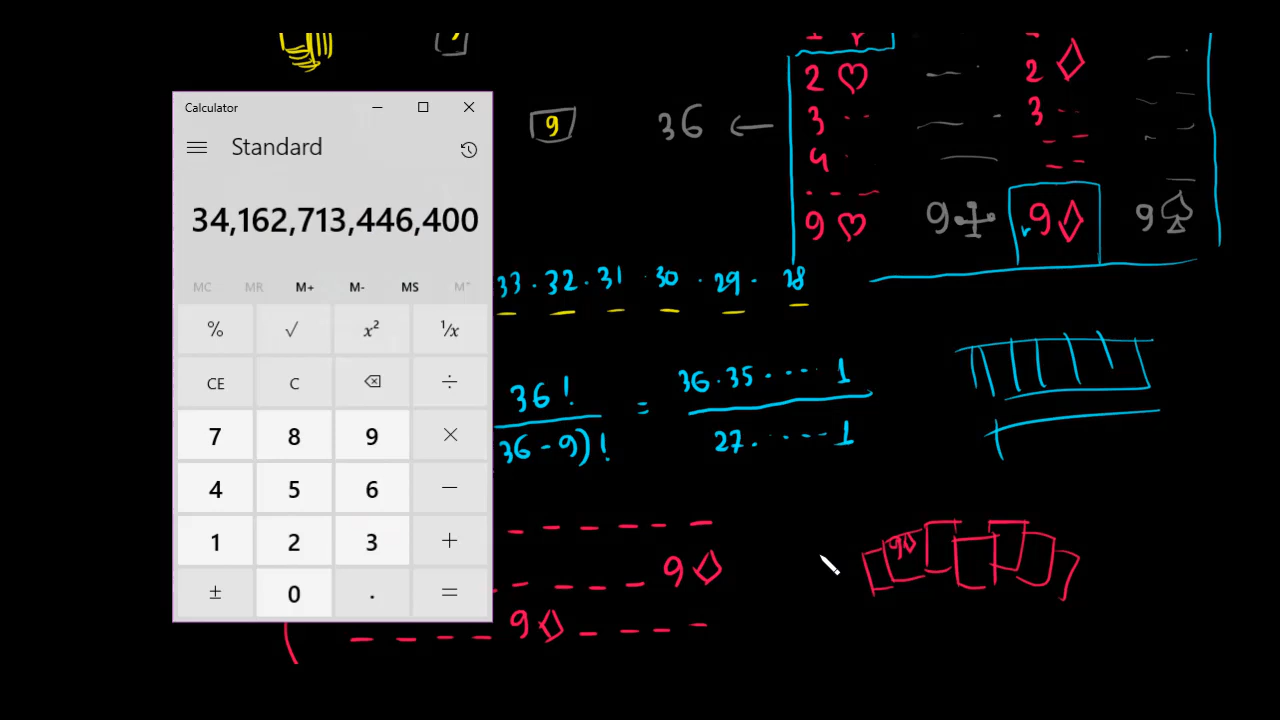 Calculator
Standard
34,162,713,446,400
MC MR M+ M- MS M˅
% √ x² ¹/x
CE C ÷
7 8 9 ×
4 5 6 −
1 2 3 +
± 0 . =
9
36 ←
2 ♡ 2 ◇
3 3
4
9 ♡ 9 ♧ 9 ◇ 9 ♤
33 · 32 · 31 · 30 · 29 · 28
36! / 36 - 9)! = 36 · 35 · · · · 1 / 27 · · · · · 1
9 ◇
9 ◇
9 ◇